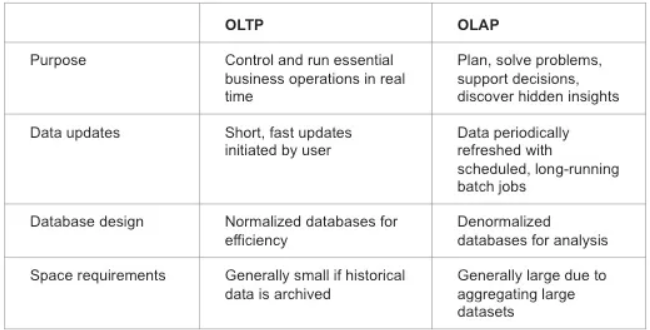 OLTP OLAP
Purpose
Control and run essential
business operations in real
time
Plan, solve problems,
support decisions,
discover hidden insights
Data updates
Short, fast updates
initiated by user
Data periodically
refreshed with
scheduled, long-running
batch jobs
Database design
Normalized databases for
efficiency
Denormalized
databases for analysis
Space requirements
Generally small if historical
data is archived
Generally large due to
aggregating large
datasets